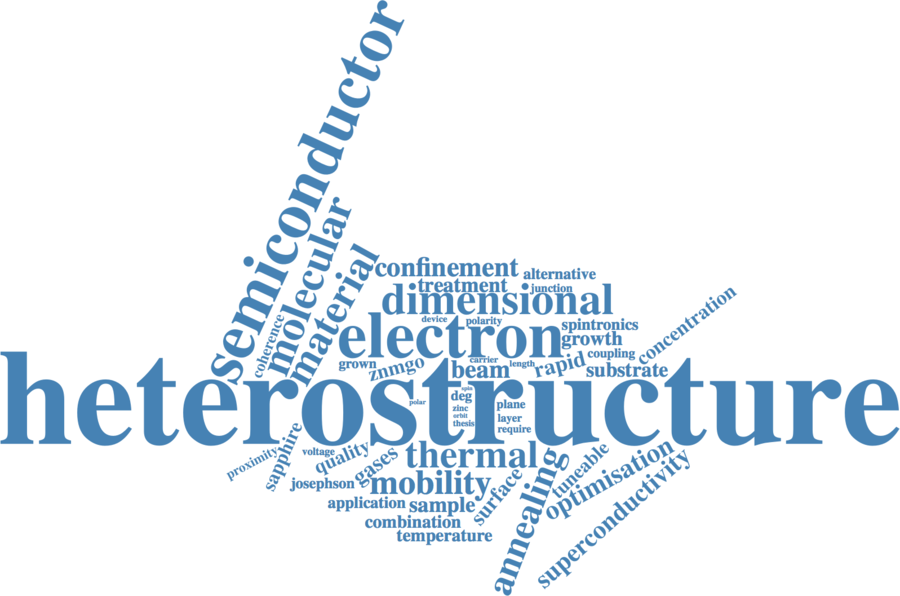 semiconductor
molecular
material
coherence
confinement
alternative
treatment
junction
dimensional
device
polarity
electron
spintronics
growth
concentration
grown
znmgo
carrier
beam
length
rapid
coupling
substrate
heterostructure
polar
spin
deg
zinc
orbit
thesis
plane
layer
require
proximity
sapphire
voltage
quality
gases
thermal
josephson
mobility
surface
annealing
tuneable
optimisation
superconductivity
application
sample
combination
temperature